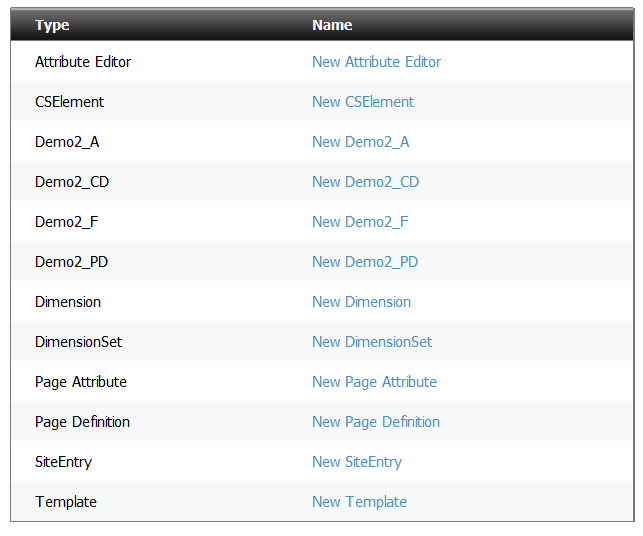 Type Name
Attribute Editor New Attribute Editor
CSElement New CSElement
Demo2_A New Demo2_A
Demo2_CD New Demo2_CD
Demo2_F New Demo2_F
Demo2_PD New Demo2_PD
Dimension New Dimension
DimensionSet New DimensionSet
Page Attribute New Page Attribute
Page Definition New Page Definition
SiteEntry New SiteEntry
Template New Template